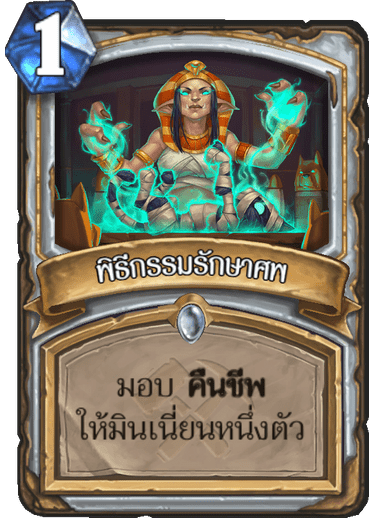 1
พิธีกรรมรักษาศพ
มอบ คืนชีพ
ให้มินเนี่ยนหนึ่งตัว